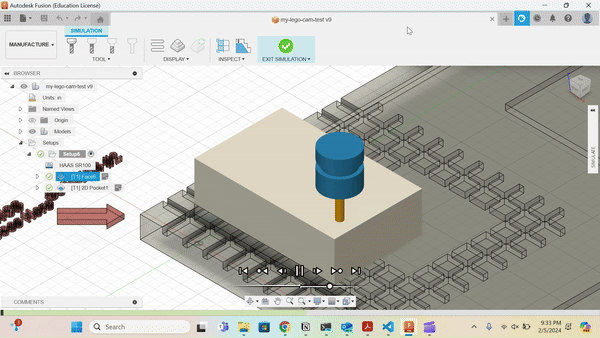 Autodesk Fusion (Education License)
my-lego-cam-test v9
MANUFACTURE
SIMULATION
TOOL
DISPLAY
INSPECT
EXIT SIMULATION
BROWSER
my-lego-cam-test v9
Units: in
Named Views
Origin
Models
Setups
Setup6
HAAS SR100
[T1] Face6
[T1] 2D Pocket1
SIMULATE
COMMENTS
Search
9:33 PM
2/5/2024